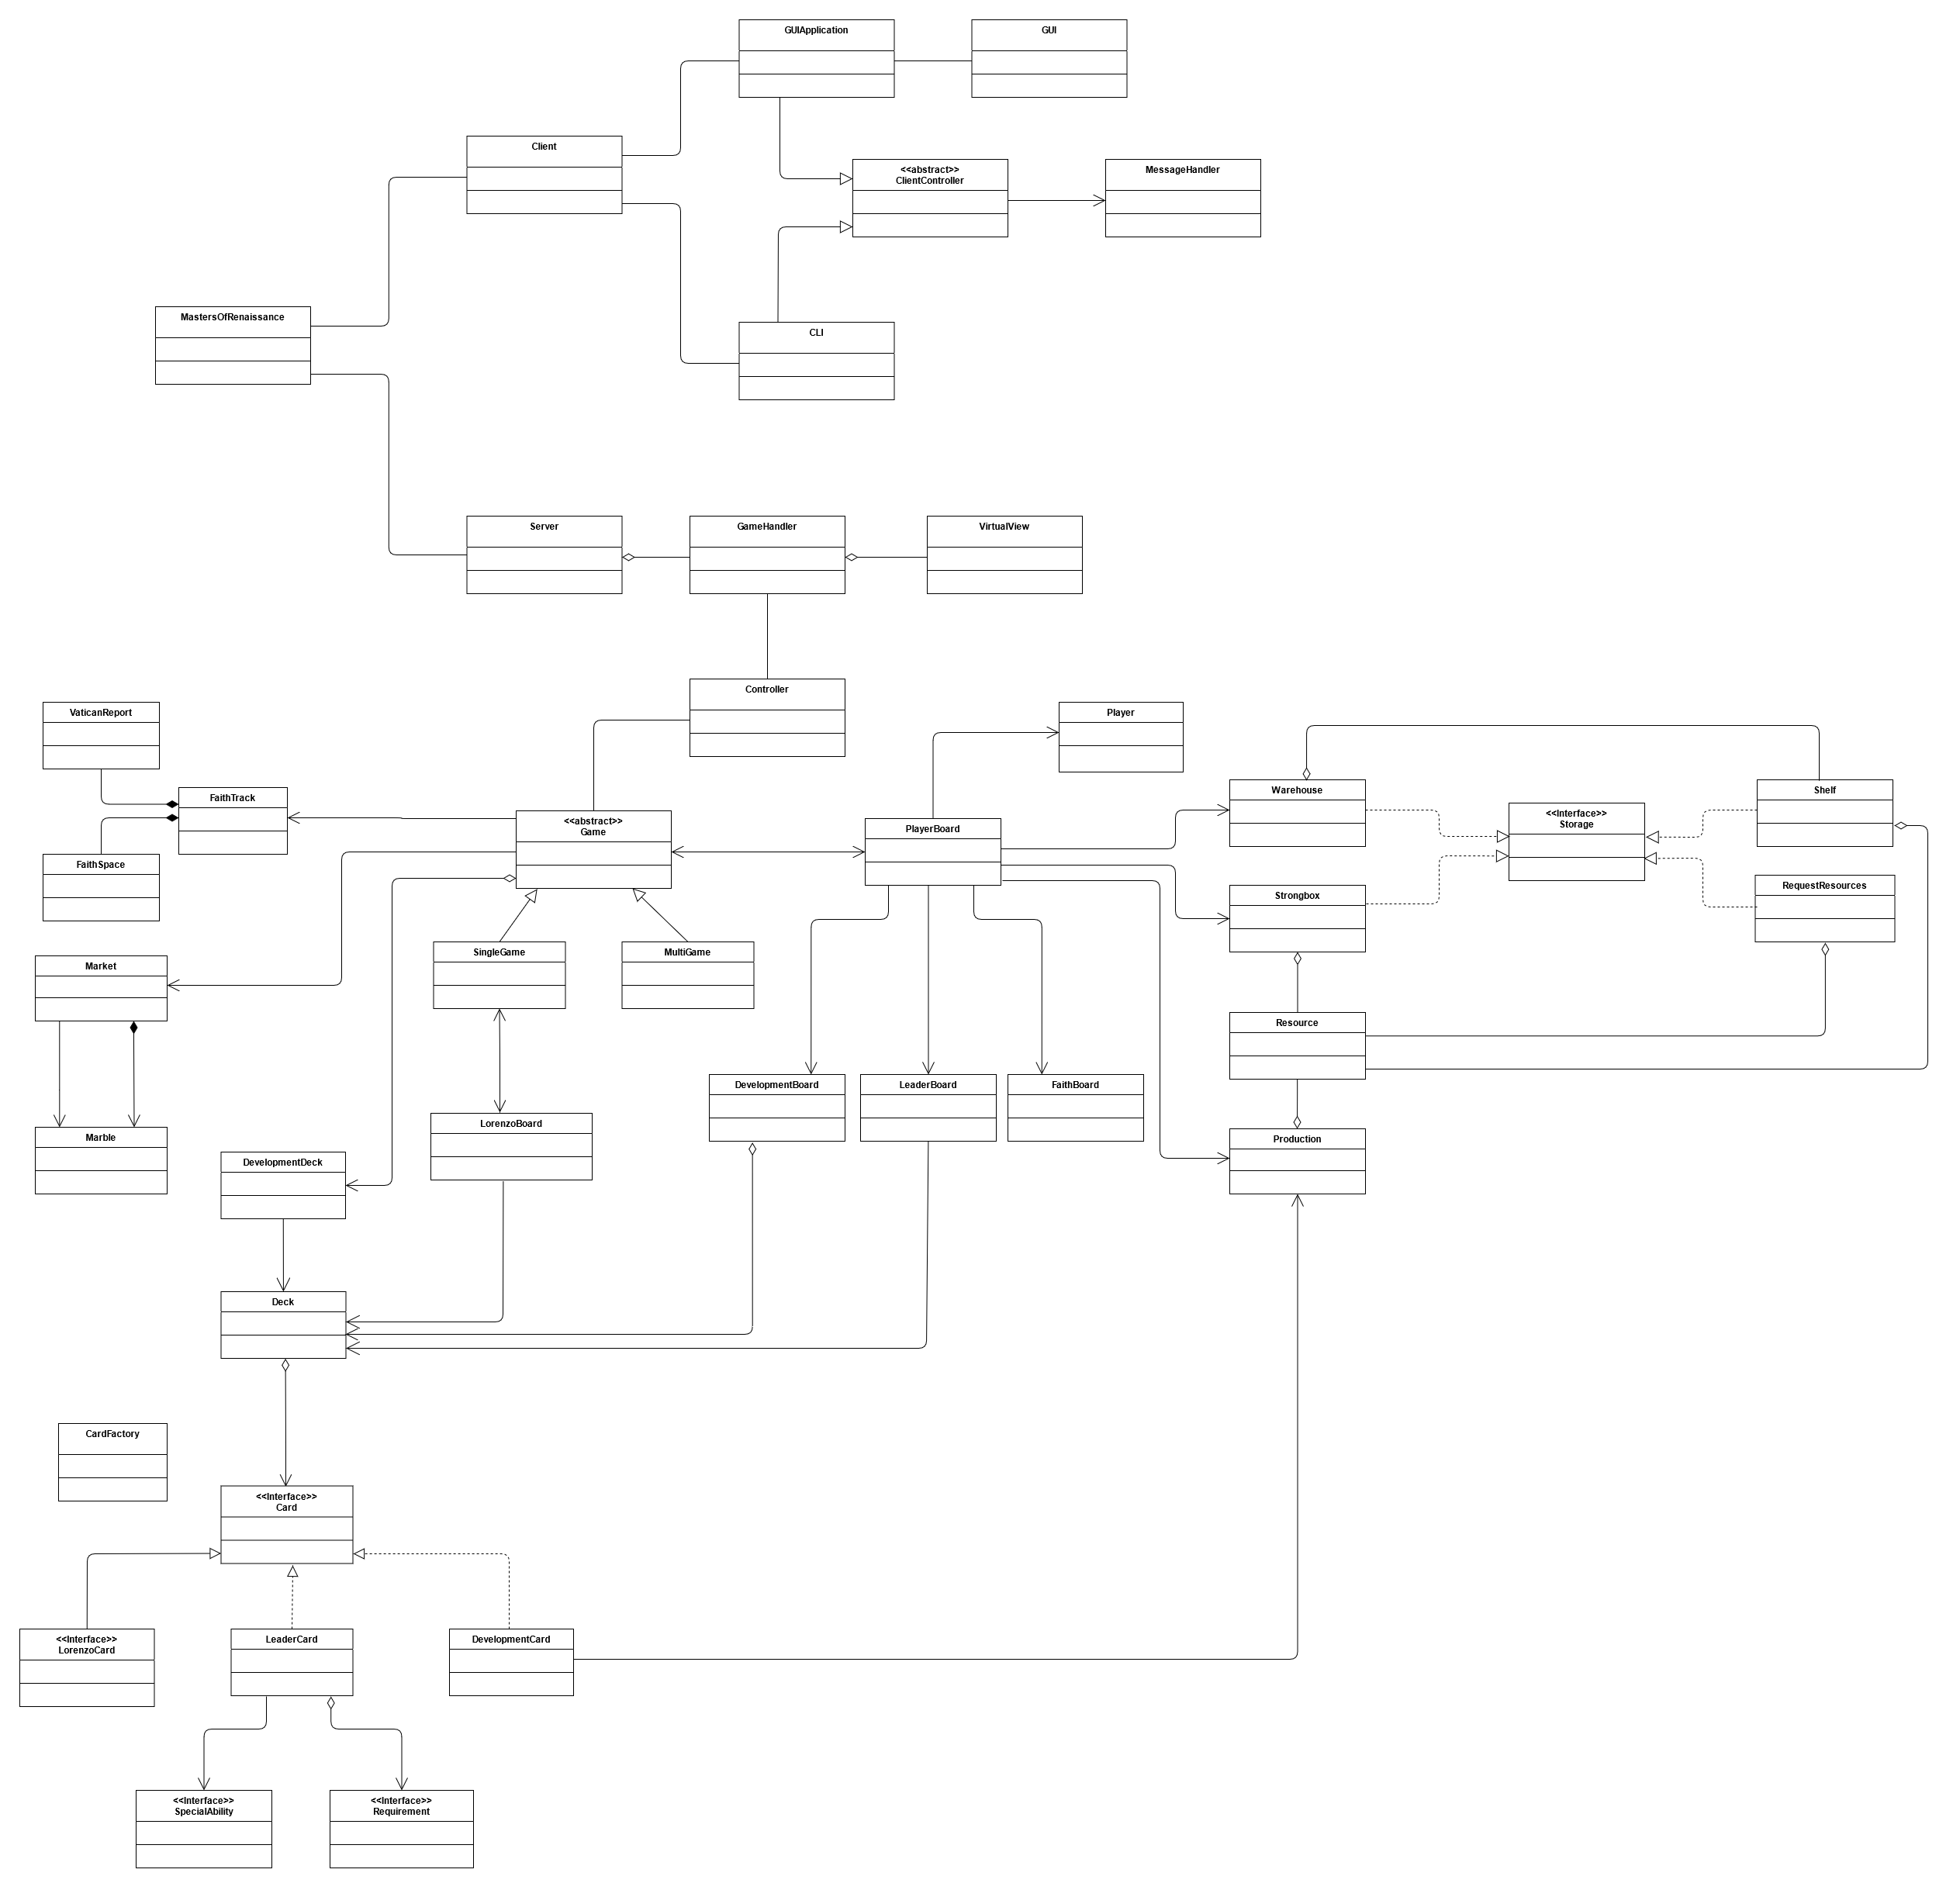 GUIApplication
GUI
Client
<<abstract>>
ClientController
MessageHandler
MastersOfRenaissance
CLI
Server
GameHandler
VirtualView
Controller
VaticanReport
Player
FaithTrack
Warehouse
Shelf
<<abstract>>
Game
PlayerBoard
<<Interface>>
Storage
FaithSpace
Strongbox
RequestResources
Market
SingleGame
MultiGame
Resource
DevelopmentBoard
LeaderBoard
FaithBoard
LorenzoBoard
Marble
Production
DevelopmentDeck
Deck
CardFactory
<<Interface>>
Card
<<Interface>>
LorenzoCard
LeaderCard
DevelopmentCard
<<Interface>>
SpecialAbility
<<Interface>>
Requirement